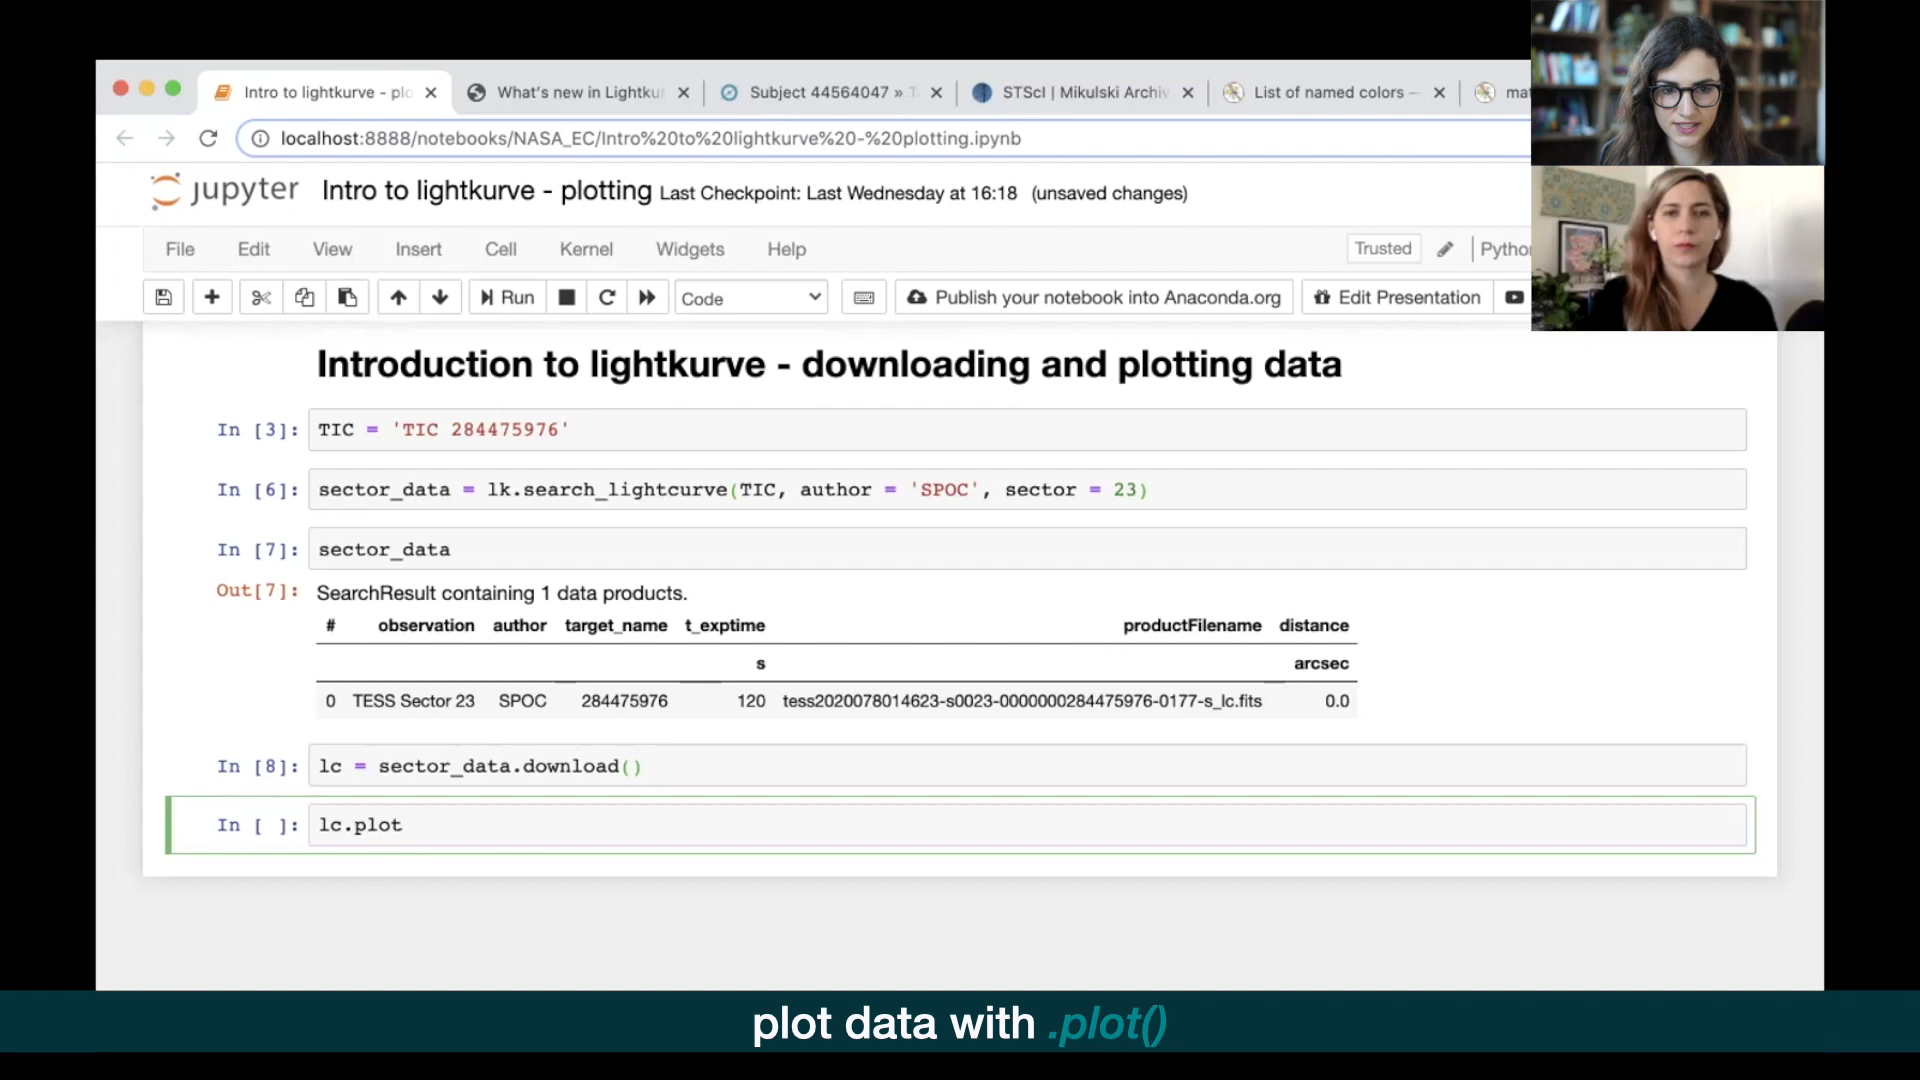 Intro to lightkurve - plo
What's new in Lightkur
Subject 44564047 »
STScI | Mikulski Archiv
List of named colors —
mat
localhost:8888/notebooks/NASA_EC/Intro%20to%20lightkurve%20-%20plotting.ipynb
jupyter Intro to lightkurve - plotting Last Checkpoint: Last Wednesday at 16:18 (unsaved changes)
File Edit View Insert Cell Kernel Widgets Help Trusted Pytho
Run Code Publish your notebook into Anaconda.org Edit Presentation
Introduction to lightkurve - downloading and plotting data
In [3]: TIC = 'TIC 284475976'
In [6]: sector_data = lk.search_lightcurve(TIC, author = 'SPOC', sector = 23)
In [7]: sector_data
Out[7]: SearchResult containing 1 data products.
# observation author target_name t_exptime productFilename distance
s arcsec
0 TESS Sector 23 SPOC 284475976 120 tess2020078014623-s0023-0000000284475976-0177-s_lc.fits 0.0
In [8]: lc = sector_data.download()
In [ ]: lc.plot
plot data with .plot()